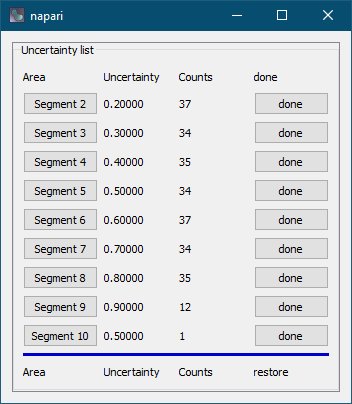 napari
Uncertainty list
Area Uncertainty Counts done
Segment 2 0.20000 37 done
Segment 3 0.30000 34 done
Segment 4 0.40000 35 done
Segment 5 0.50000 34 done
Segment 6 0.60000 37 done
Segment 7 0.70000 34 done
Segment 8 0.80000 35 done
Segment 9 0.90000 12 done
Segment 10 0.50000 1 done
Area Uncertainty Counts restore